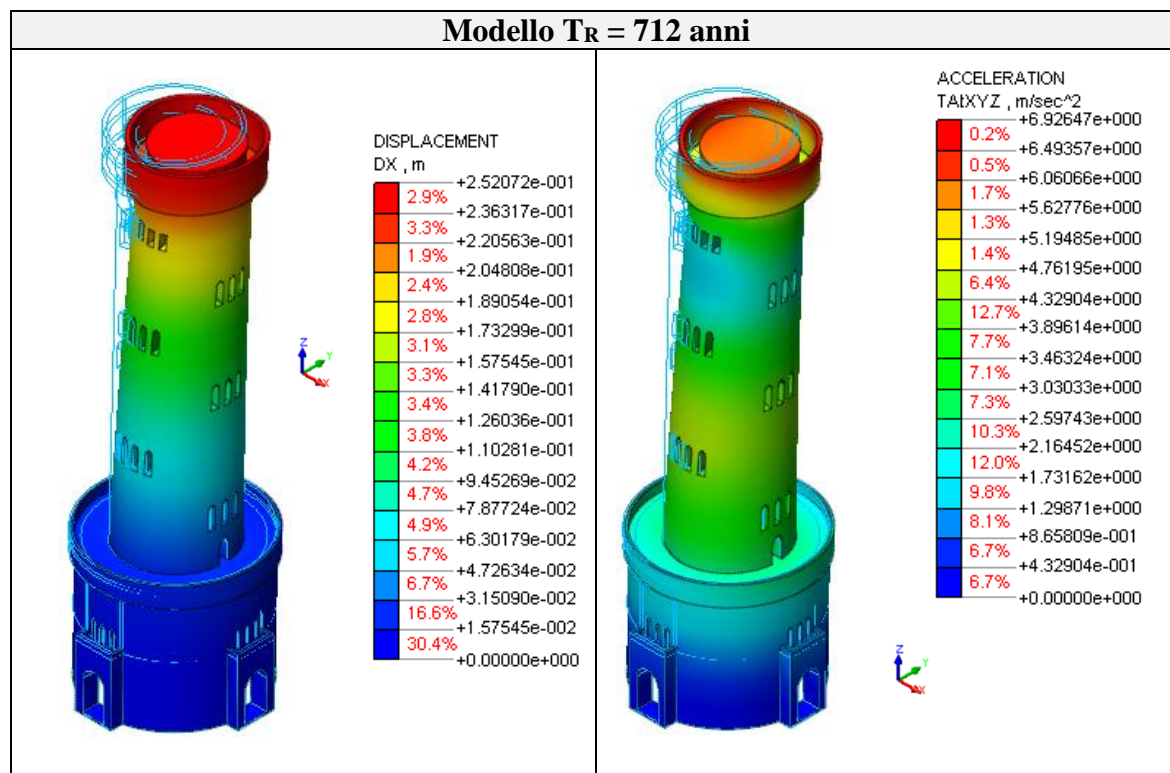 Modello TR = 712 anni
DISPLACEMENT
DX , m
+2.52072e-001
2.9%
+2.36317e-001
3.3%
+2.20563e-001
1.9%
+2.04808e-001
2.4%
+1.89054e-001
2.8%
+1.73299e-001
3.1%
+1.57545e-001
3.3%
+1.41790e-001
3.4%
+1.26036e-001
3.8%
+1.10281e-001
4.2%
+9.45269e-002
4.7%
+7.87724e-002
4.9%
+6.30179e-002
5.7%
+4.72634e-002
6.7%
+3.15090e-002
16.6%
+1.57545e-002
30.4%
+0.00000e+000
Z
Y
X
ACCELERATION
TAtXYZ , m/sec^2
+6.92647e+000
0.2%
+6.49357e+000
0.5%
+6.06066e+000
1.7%
+5.62776e+000
1.3%
+5.19485e+000
1.4%
+4.76195e+000
6.4%
+4.32904e+000
12.7%
+3.89614e+000
7.7%
+3.46324e+000
7.1%
+3.03033e+000
7.3%
+2.59743e+000
10.3%
+2.16452e+000
12.0%
+1.73162e+000
9.8%
+1.29871e+000
8.1%
+8.65809e-001
6.7%
+4.32904e-001
6.7%
+0.00000e+000
Z
Y
X